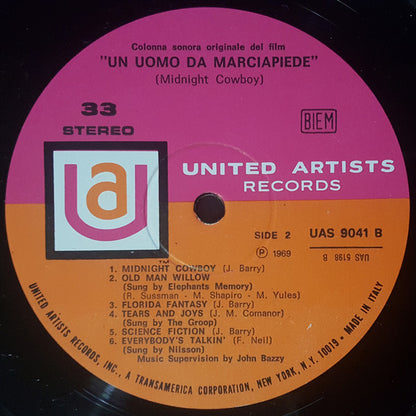 Colonna sonora originale del film
"UN UOMO DA MARCIAPIEDE"
(Midnight Cowboy)
33
STEREO
BIEM
UA
UNITED ARTISTS
RECORDS
SIDE 2
UAS 9041 B
℗ 1969
UAS 5198 B
TM
1. MIDNIGHT COWBOY (J. Barry)
2. OLD MAN WILLOW
(Sung by Elephants Memory)
(R. Sussman - M. Shapiro - M. Yules)
3. FLORIDA FANTASY (J. Barry)
4. TEARS AND JOYS (J. M. Comanor)
(Sung by The Groop)
5. SCIENCE FICTION (J. Barry)
6. EVERYBODY'S TALKIN' (F. Neil)
(Sung by Nilsson)
Music Supervision by John Bazzy
UNITED ARTISTS RECORDS, INC., A TRANSAMERICA CORPORATION, NEW YORK, N.Y. 10019 • MADE IN ITALY